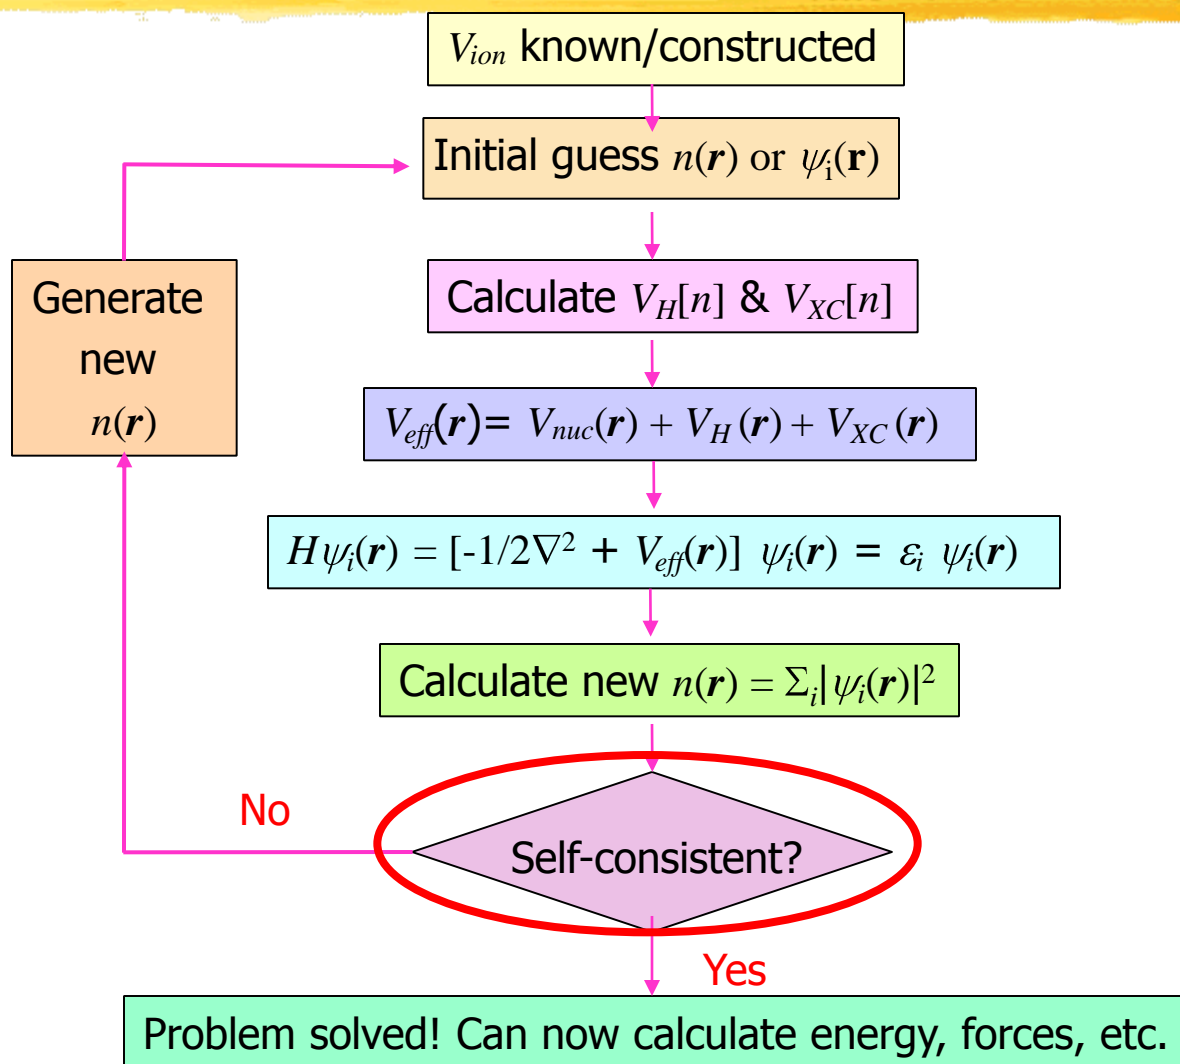 V_ion known/constructed
Initial guess n(r) or ψ_i(r)
Generate
new
n(r)
Calculate V_H[n] & V_XC[n]
V_eff(r)= V_nuc(r) + V_H(r) + V_XC(r)
Hψ_i(r) = [-1/2∇² + V_eff(r)] ψ_i(r) = ε_i ψ_i(r)
Calculate new n(r) = Σ_i|ψ_i(r)|²
No
Self-consistent?
Yes
Problem solved! Can now calculate energy, forces, etc.